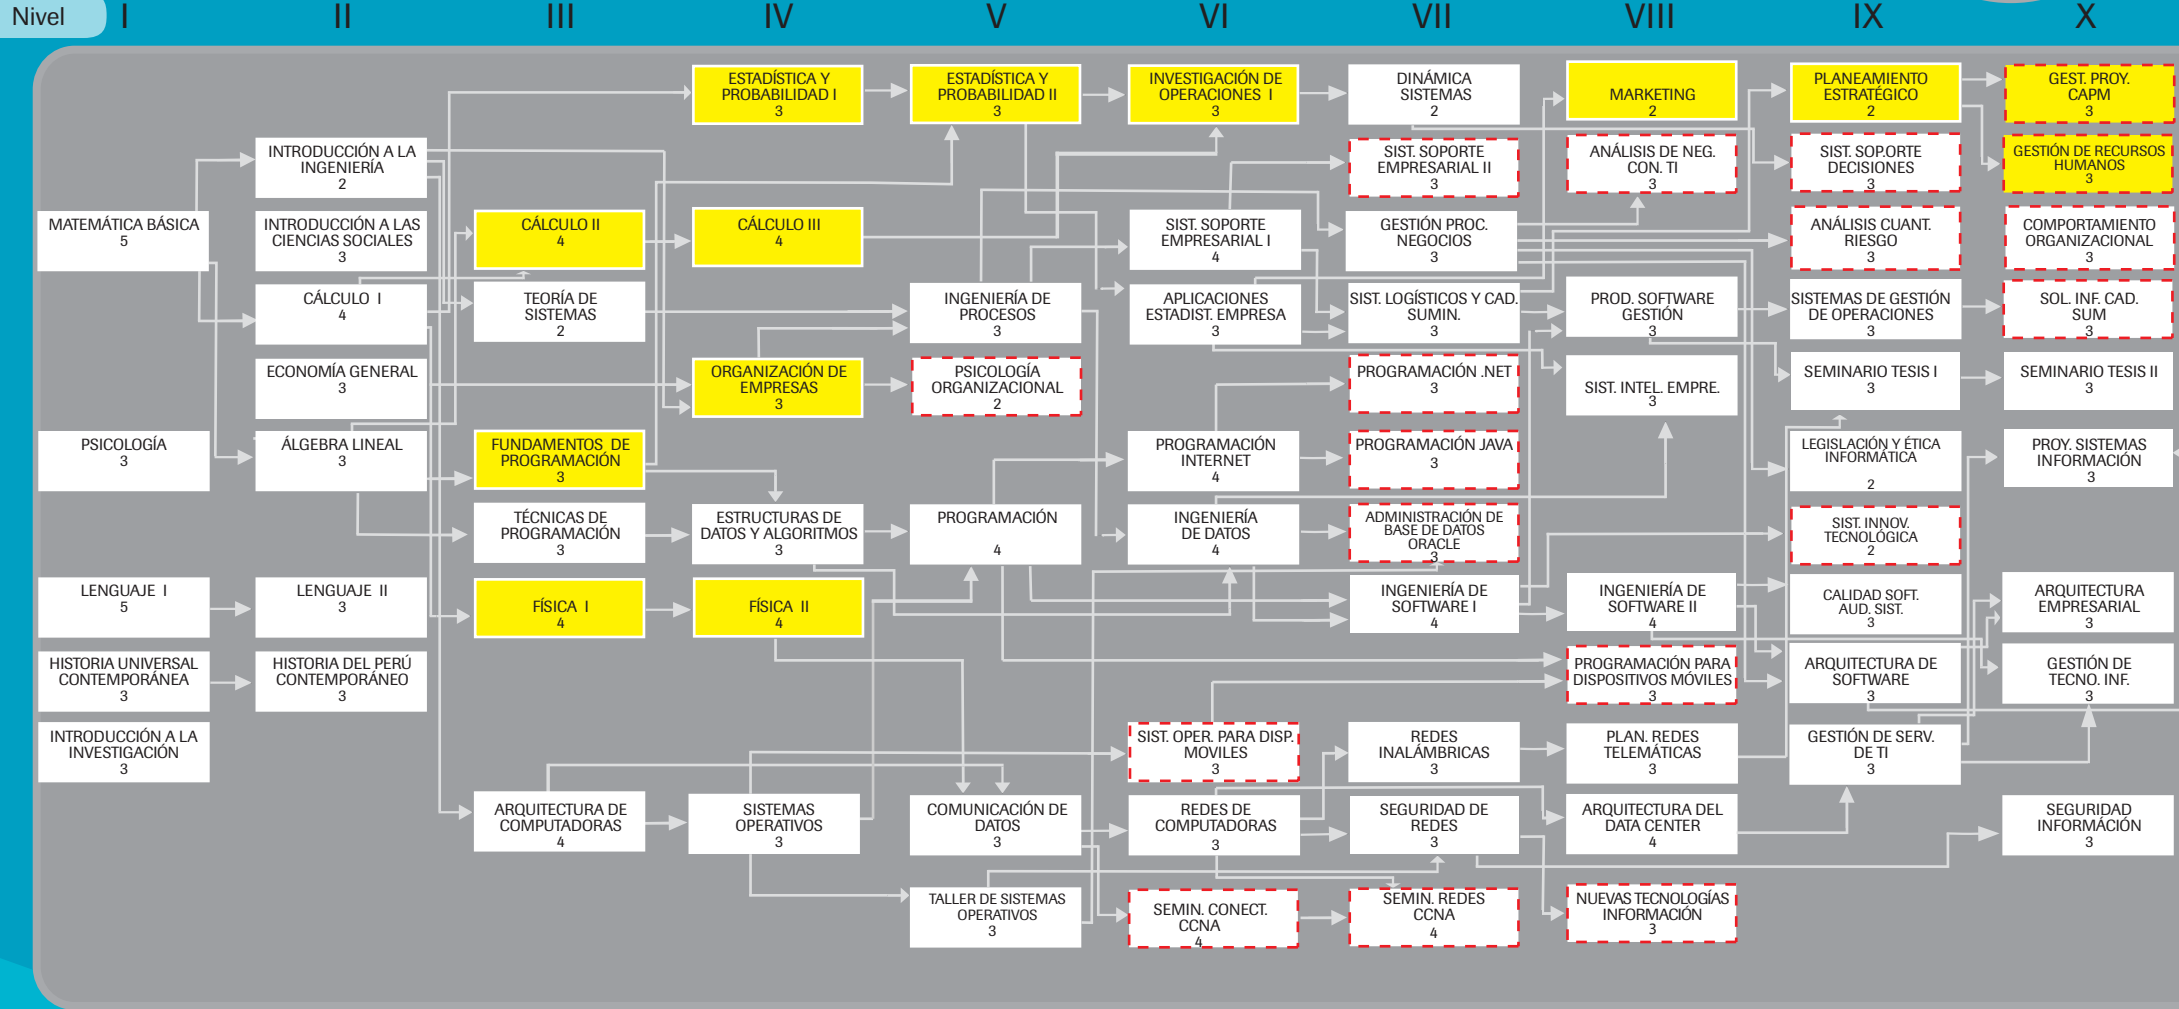 Nivel
I
II
III
IV
V
VI
VII
VIII
IX
X
MATEMÁTICA BÁSICA
5
PSICOLOGÍA
3
LENGUAJE I
5
HISTORIA UNIVERSAL
CONTEMPORÁNEA
3
INTRODUCCIÓN A LA
INVESTIGACIÓN
3
INTRODUCCIÓN A LA
INGENIERÍA
2
INTRODUCCIÓN A LAS
CIENCIAS SOCIALES
3
CÁLCULO I
4
ECONOMÍA GENERAL
3
ÁLGEBRA LINEAL
3
LENGUAJE II
3
HISTORIA DEL PERÚ
CONTEMPORÁNEO
3
CÁLCULO II
4
TEORÍA DE
SISTEMAS
2
FUNDAMENTOS DE
PROGRAMACIÓN
3
TÉCNICAS DE
PROGRAMACIÓN
3
FÍSICA I
4
ARQUITECTURA DE
COMPUTADORAS
4
ESTADÍSTICA Y
PROBABILIDAD I
3
CÁLCULO III
4
ORGANIZACIÓN DE
EMPRESAS
3
ESTRUCTURAS DE
DATOS Y ALGORITMOS
3
FÍSICA II
4
SISTEMAS
OPERATIVOS
3
ESTADÍSTICA Y
PROBABILIDAD II
3
INGENIERÍA DE
PROCESOS
3
PSICOLOGÍA
ORGANIZACIONAL
2
PROGRAMACIÓN
4
COMUNICACIÓN DE
DATOS
3
TALLER DE SISTEMAS
OPERATIVOS
3
INVESTIGACIÓN DE
OPERACIONES I
3
SIST. SOPORTE
EMPRESARIAL I
4
APLICACIONES
ESTADIST. EMPRESA
3
PROGRAMACIÓN
INTERNET
4
INGENIERÍA
DE DATOS
4
SIST. OPER. PARA DISP.
MOVILES
3
REDES DE
COMPUTADORAS
3
SEMIN. CONECT.
CCNA
4
DINÁMICA
SISTEMAS
2
SIST. SOPORTE
EMPRESARIAL II
3
GESTIÓN PROC.
NEGOCIOS
3
SIST. LOGÍSTICOS Y CAD.
SUMIN.
3
PROGRAMACIÓN .NET
3
PROGRAMACIÓN JAVA
3
ADMINISTRACIÓN DE
BASE DE DATOS
ORACLE
3
INGENIERÍA DE
SOFTWARE I
4
REDES
INALÁMBRICAS
3
SEGURIDAD DE
REDES
3
SEMIN. REDES
CCNA
4
MARKETING
2
ANÁLISIS DE NEG.
CON. TI
3
PROD. SOFTWARE
GESTIÓN
3
SIST. INTEL. EMPRE.
3
INGENIERÍA DE
SOFTWARE II
4
PROGRAMACIÓN PARA
DISPOSITIVOS MÓVILES
3
PLAN. REDES
TELEMÁTICAS
3
ARQUITECTURA DEL
DATA CENTER
4
NUEVAS TECNOLOGÍAS
INFORMACIÓN
3
PLANEAMIENTO
ESTRATÉGICO
2
SIST. SOP.ORTE
DECISIONES
3
ANÁLISIS CUANT.
RIESGO
3
SISTEMAS DE GESTIÓN
DE OPERACIONES
3
SEMINARIO TESIS I
3
LEGISLACIÓN Y ÉTICA
INFORMÁTICA
2
SIST. INNOV.
TECNOLÓGICA
2
CALIDAD SOFT.
AUD. SIST.
3
ARQUITECTURA DE
SOFTWARE
3
GESTIÓN DE SERV.
DE TI
3
GEST. PROY.
CAPM
3
GESTIÓN DE RECURSOS
HUMANOS
3
COMPORTAMIENTO
ORGANIZACIONAL
3
SOL. INF. CAD.
SUM
3
SEMINARIO TESIS II
3
PROY. SISTEMAS
INFORMACIÓN
3
ARQUITECTURA
EMPRESARIAL
3
GESTIÓN DE
TECNO. INF.
3
SEGURIDAD
INFORMÁCIÓN
3